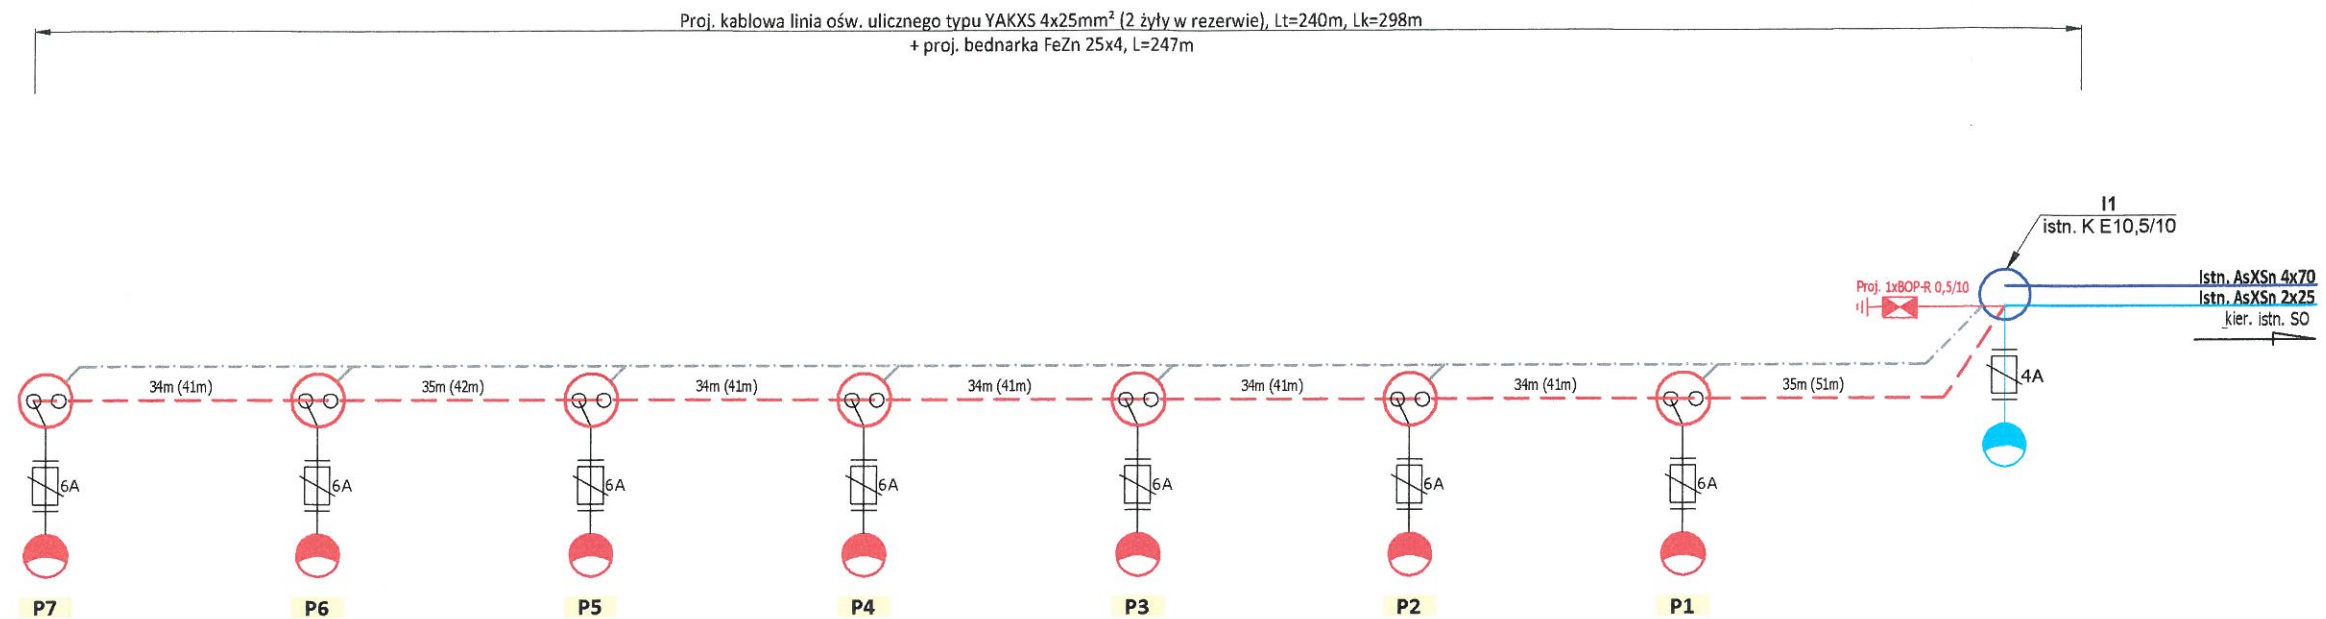 Proj. kablowa linia ośw. ulicznego typu YAKXS 4x25mm² (2 żyły w rezerwie), Lt=240m, Lk=298m
+ proj. bednarka FeZn 25x4, L=247m
I1
istn. K E10,5/10
Proj. 1xBOP-R 0,5/10
Istn. AsXSn 4x70
Istn. AsXSn 2x25
kier. istn. SO
4A
34m (41m)
35m (42m)
34m (41m)
34m (41m)
34m (41m)
34m (41m)
35m (51m)
6A
6A
6A
6A
6A
6A
6A
P7
P6
P5
P4
P3
P2
P1